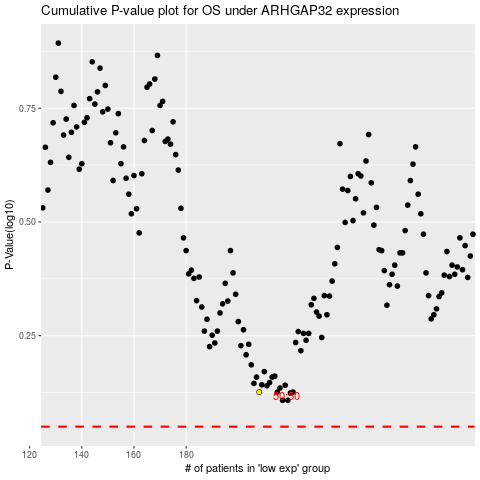 Cumulative P-value plot for OS under ARHGAP32 expression
P-Value(log10)
0.75
0.50
0.25
120 140 160 180
# of patients in 'low exp' group